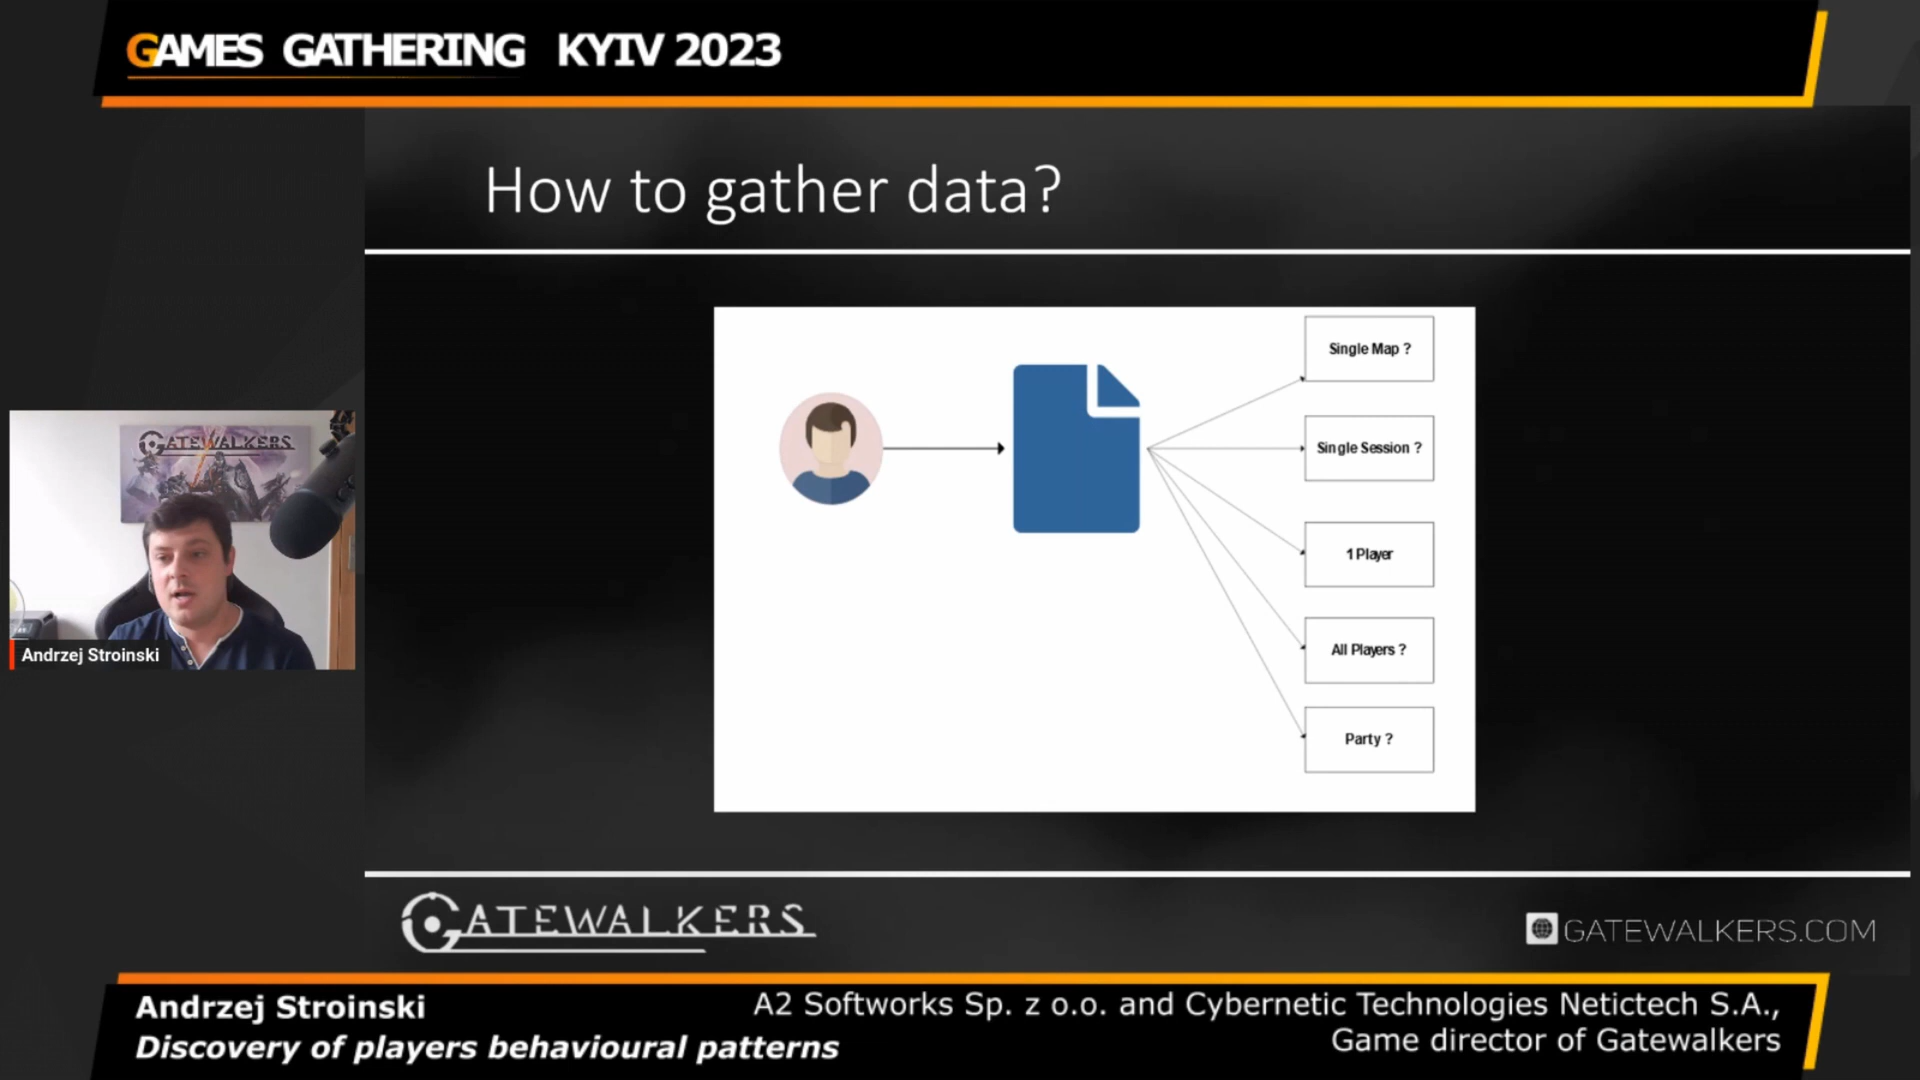 GAMES GATHERING KYIV 2023
How to gather data?
Single Map ?
Single Session ?
1 Player
All Players ?
Party ?
GATEWALKERS
Andrzej Stroinski
GATEWALKERS
GATEWALKERS.COM
Andrzej Stroinski
Discovery of players behavioural patterns
A2 Softworks Sp. z o.o. and Cybernetic Technologies Netictech S.A.,
Game director of Gatewalkers